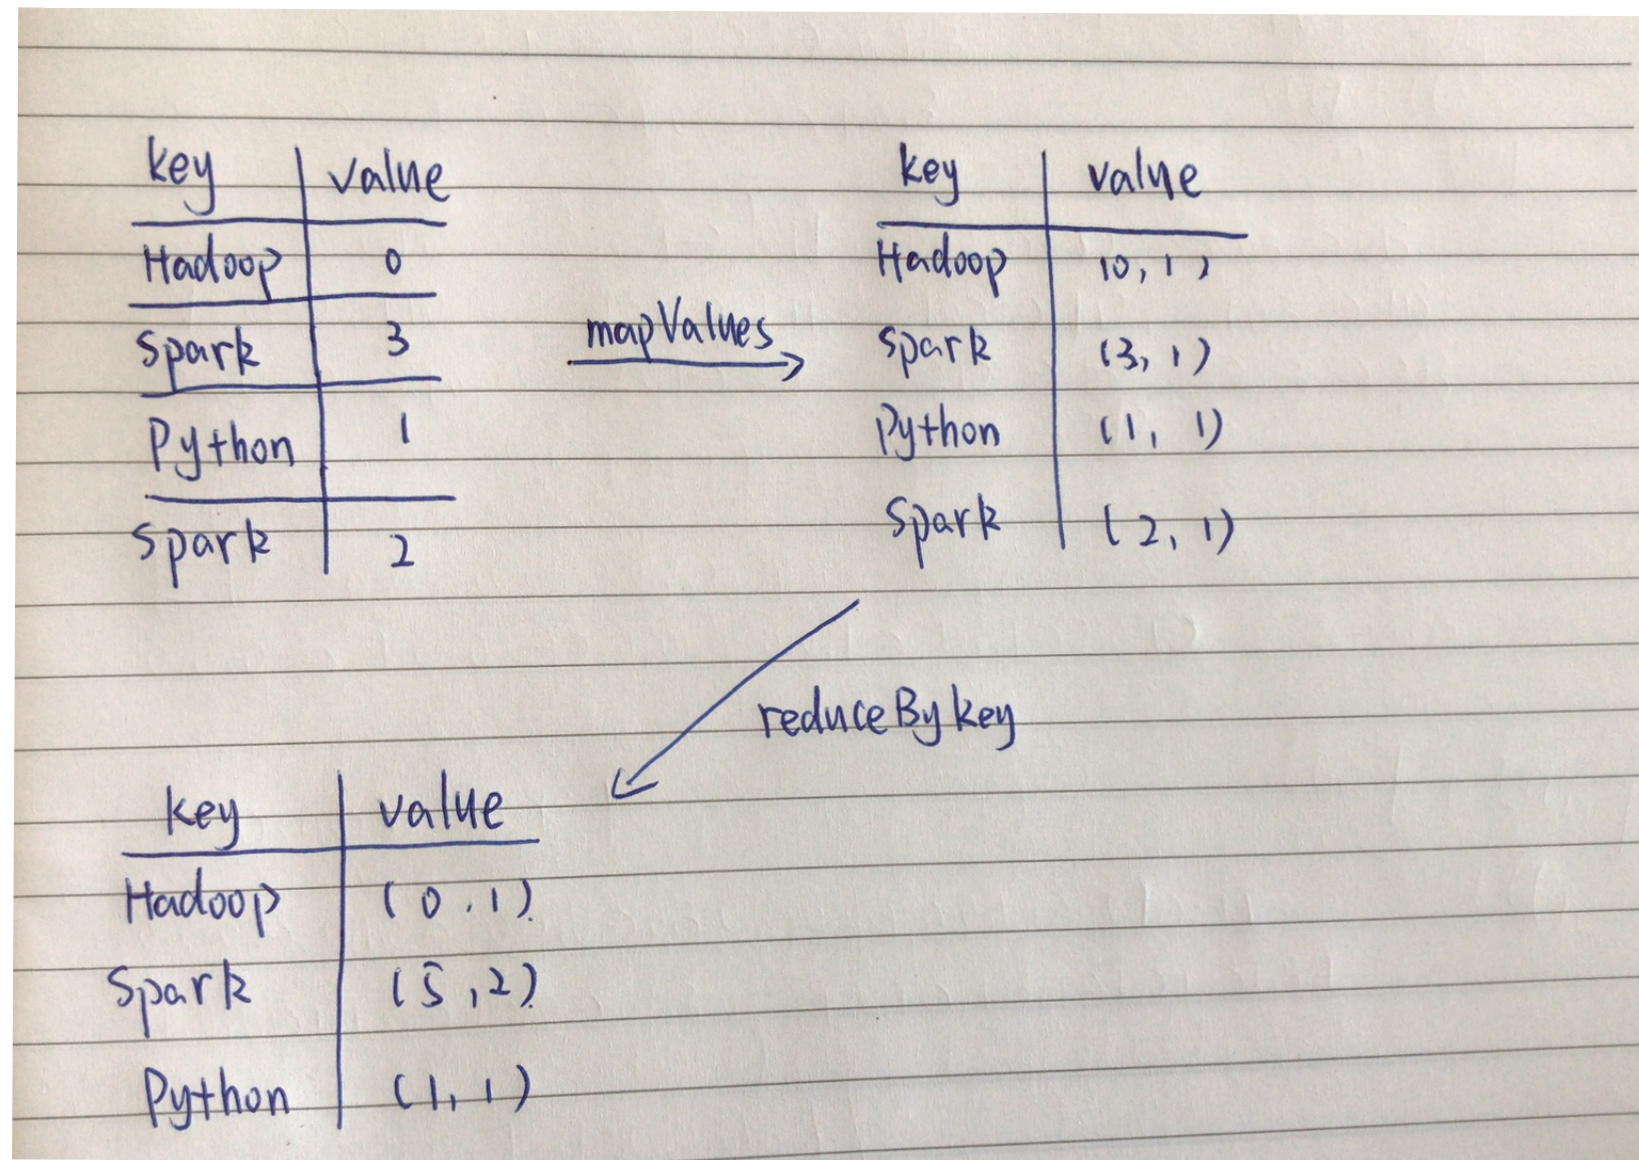 key value
Hadoop 0
Spark 3
Python 1
Spark 2
mapValues
key value
Hadoop (0, 1)
Spark (3, 1)
Python (1, 1)
Spark (2, 1)
reduceBykey
key value
Hadoop (0.1)
Spark (5,2)
Python (1,1)